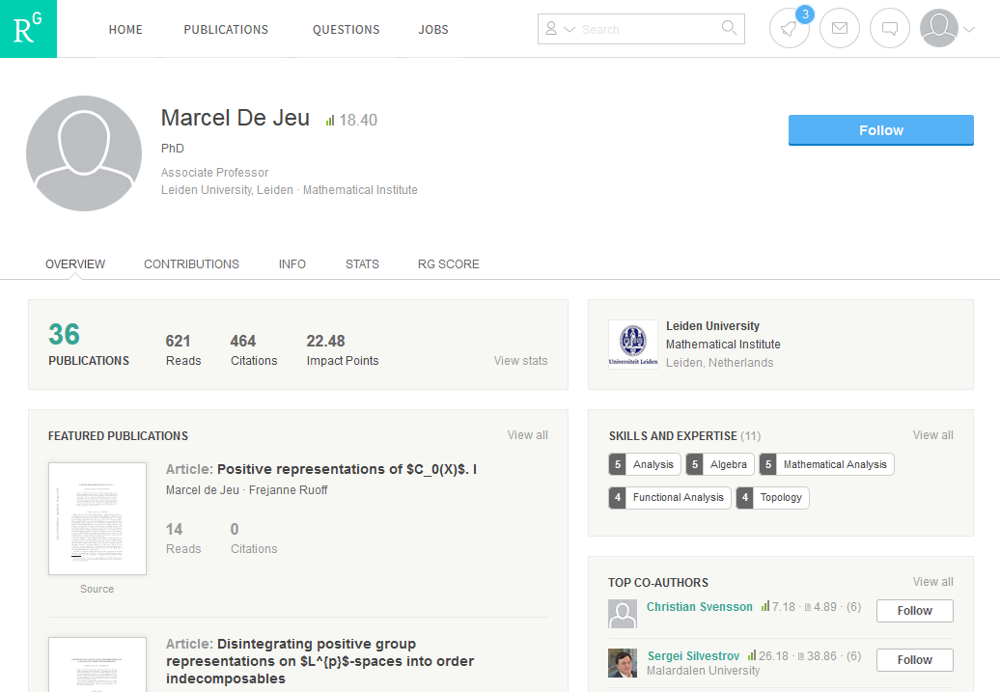 RG
HOME PUBLICATIONS QUESTIONS JOBS
Search
3
Marcel De Jeu 18.40
PhD
Associate Professor
Leiden University, Leiden · Mathematical Institute
Follow
OVERVIEW CONTRIBUTIONS INFO STATS RG SCORE
36
PUBLICATIONS
621
Reads
464
Citations
22.48
Impact Points
View stats
Universiteit Leiden
Leiden University
Mathematical Institute
Leiden, Netherlands
FEATURED PUBLICATIONS View all
Article: Positive representations of $C_0(X)$. I
Marcel de Jeu · Frejanne Ruoff
14
Reads
0
Citations
Source
Article: Disintegrating positive group
representations on $L^{p}$-spaces into order
indecomposables
SKILLS AND EXPERTISE (11) View all
5 Analysis 5 Algebra 5 Mathematical Analysis
4 Functional Analysis 4 Topology
TOP CO-AUTHORS View all
Christian Svensson 7.18 · 4.89 · (6) Follow
Sergei Silvestrov 26.18 · 38.86 · (6) Follow
Malardalen University